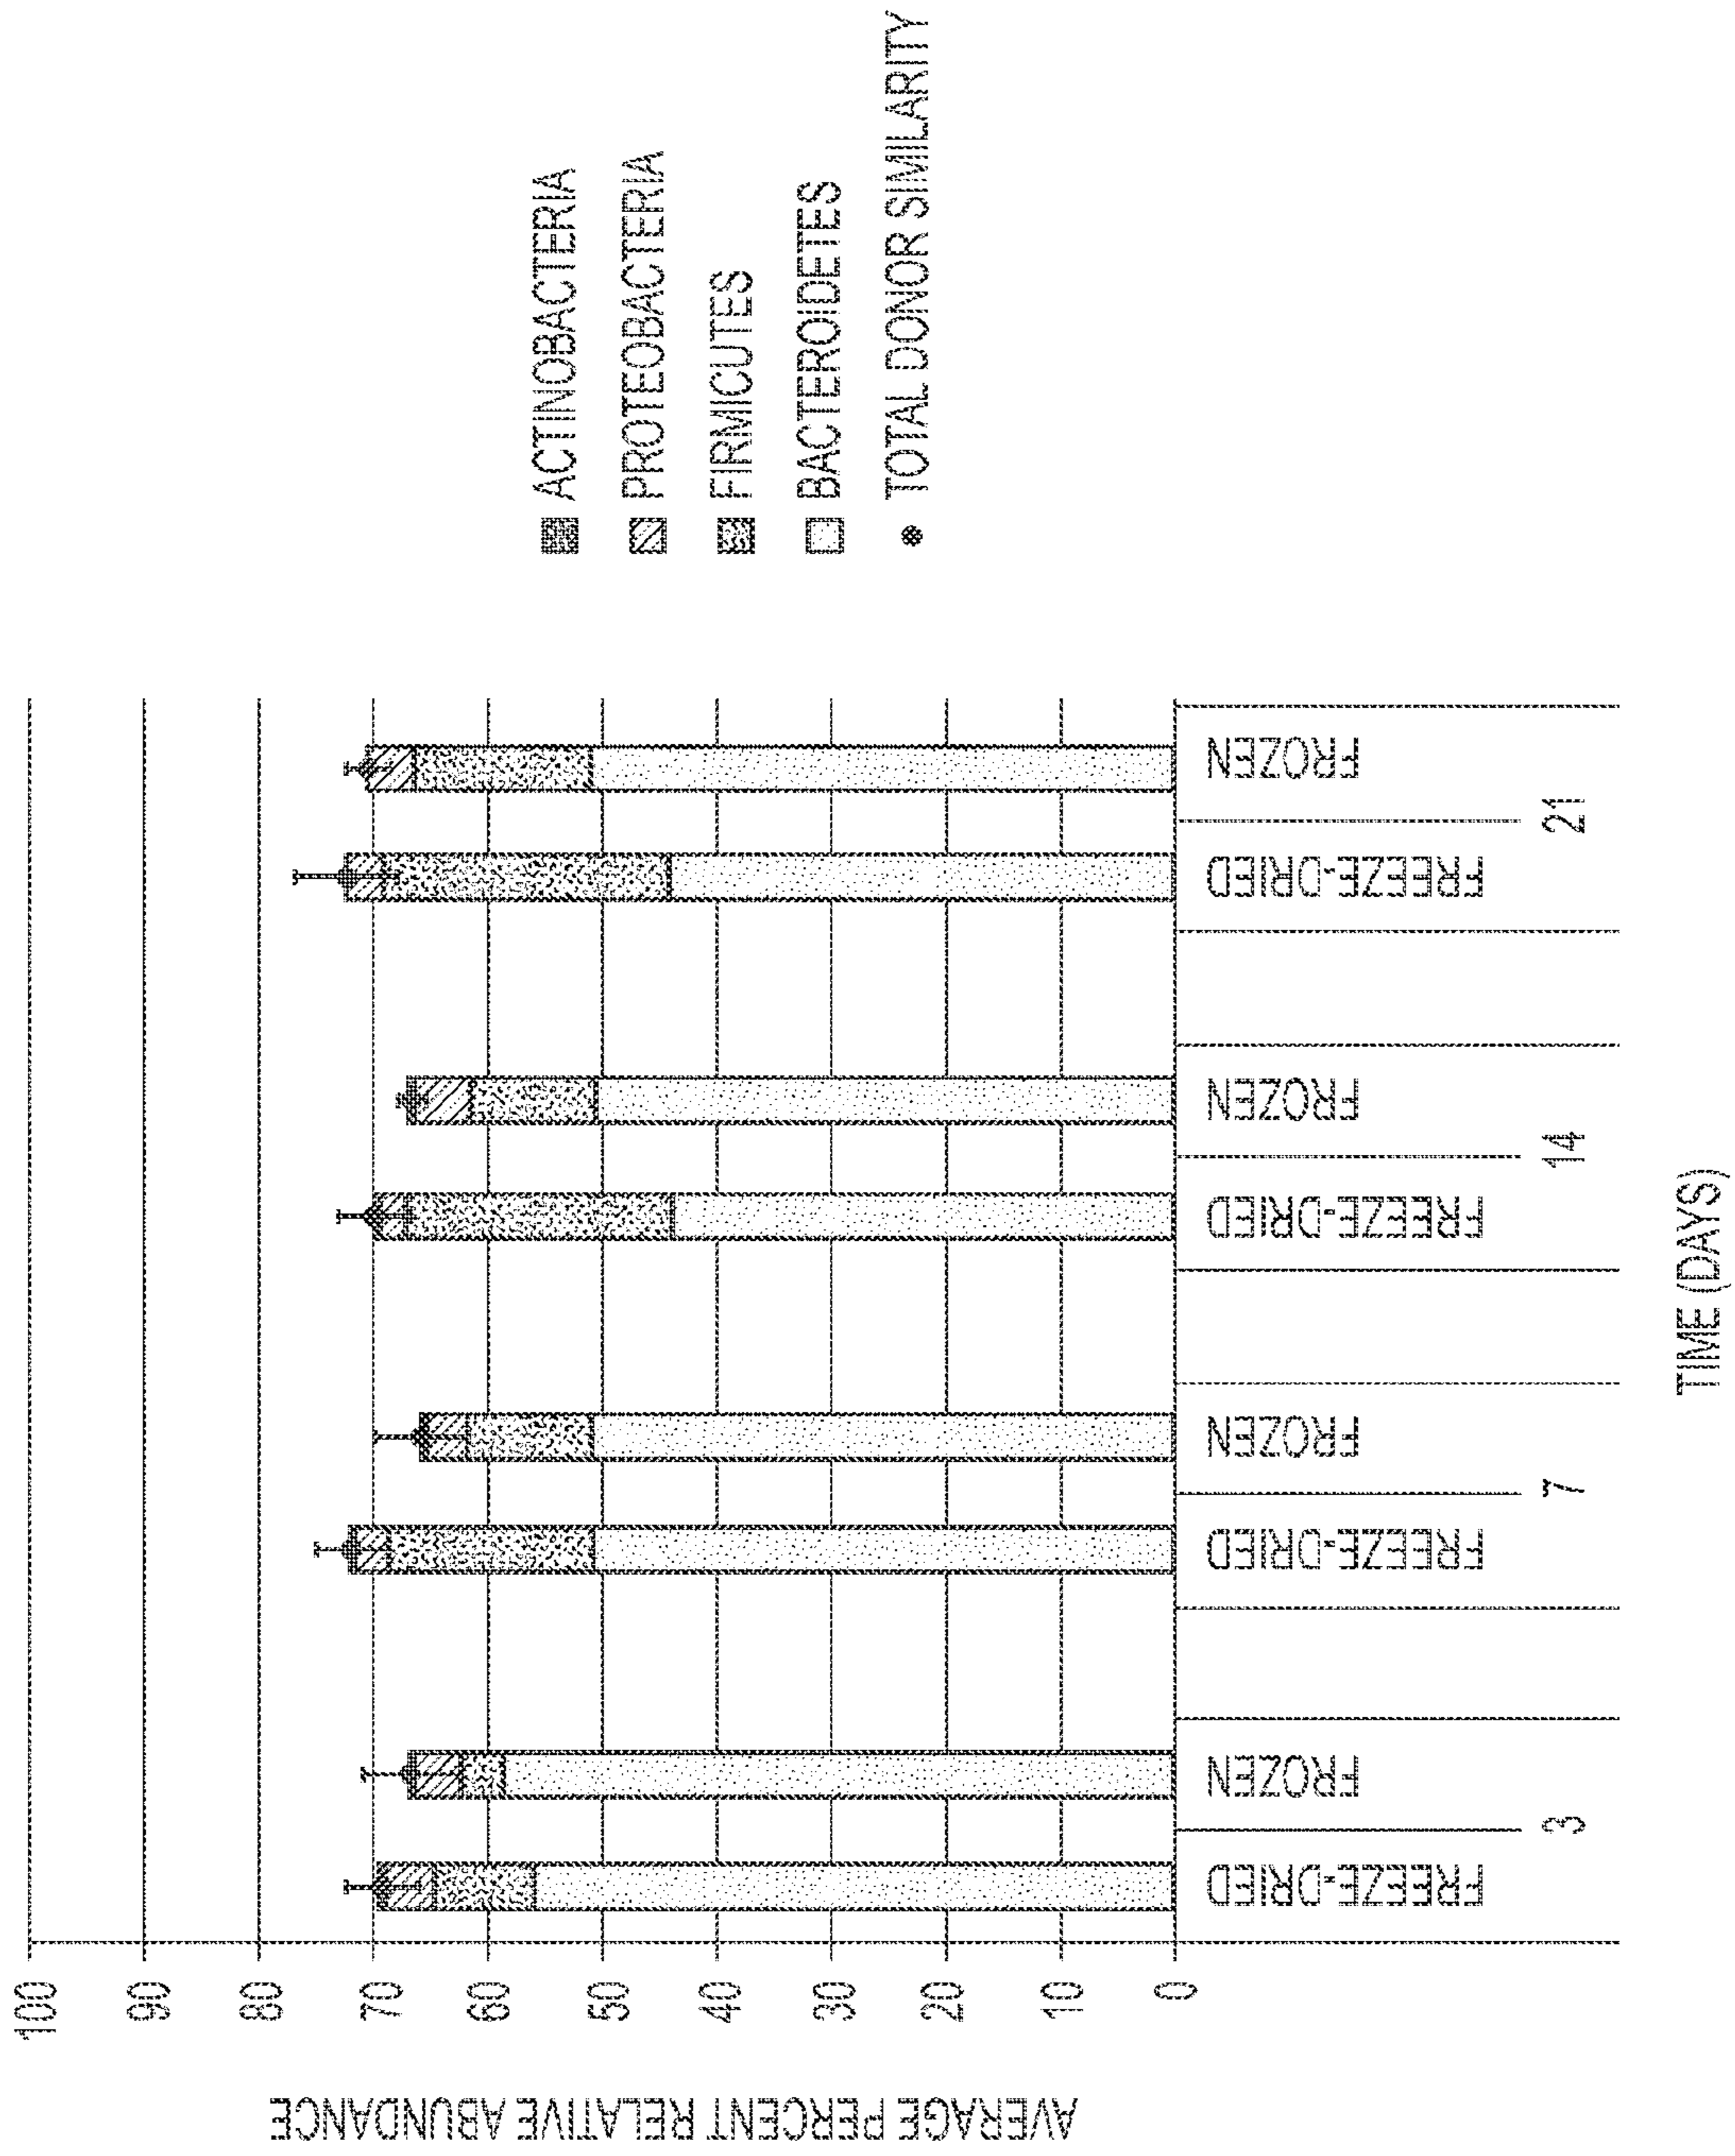 AVERAGE PERCENT RELATIVE ABUNDANCE
100
90
80
70
60
50
40
30
20
10
0
FREEZE-DRIED
FROZEN
3
FREEZE-DRIED
FROZEN
7
FREEZE-DRIED
FROZEN
14
FREEZE-DRIED
FROZEN
21
TIME (DAYS)
ACTINOBACTERIA
PROTEOBACTERIA
FIRMICUTES
BACTEROIDETES
TOTAL DONOR SIMILARITY